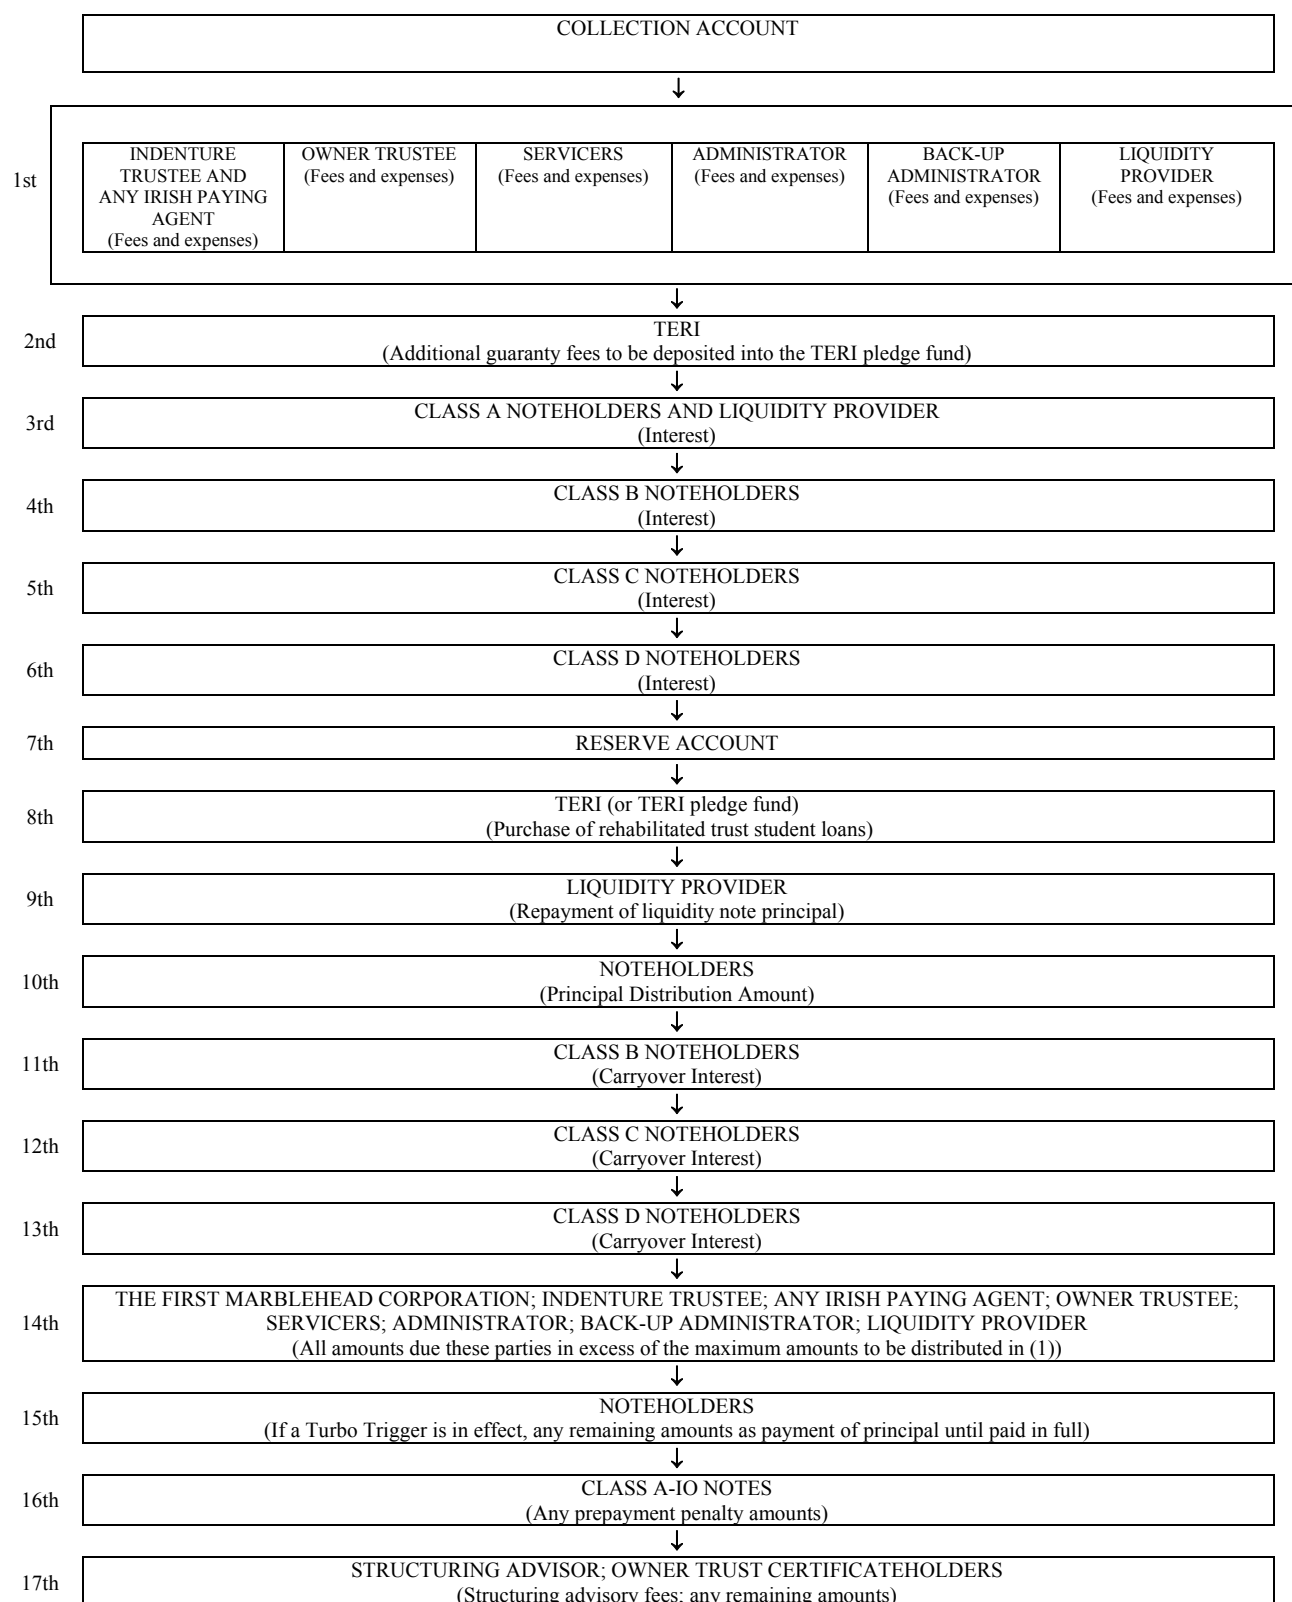 COLLECTION ACCOUNT
1st
INDENTURE
TRUSTEE AND
ANY IRISH PAYING
AGENT
(Fees and expenses)
OWNER TRUSTEE
(Fees and expenses)
SERVICERS
(Fees and expenses)
ADMINISTRATOR
(Fees and expenses)
BACK-UP
ADMINISTRATOR
(Fees and expenses)
LIQUIDITY
PROVIDER
(Fees and expenses)
2nd
TERI
(Additional guaranty fees to be deposited into the TERI pledge fund)
3rd
CLASS A NOTEHOLDERS AND LIQUIDITY PROVIDER
(Interest)
4th
CLASS B NOTEHOLDERS
(Interest)
5th
CLASS C NOTEHOLDERS
(Interest)
6th
CLASS D NOTEHOLDERS
(Interest)
7th
RESERVE ACCOUNT
8th
TERI (or TERI pledge fund)
(Purchase of rehabilitated trust student loans)
9th
LIQUIDITY PROVIDER
(Repayment of liquidity note principal)
10th
NOTEHOLDERS
(Principal Distribution Amount)
11th
CLASS B NOTEHOLDERS
(Carryover Interest)
12th
CLASS C NOTEHOLDERS
(Carryover Interest)
13th
CLASS D NOTEHOLDERS
(Carryover Interest)
14th
THE FIRST MARBLEHEAD CORPORATION; INDENTURE TRUSTEE; ANY IRISH PAYING AGENT; OWNER TRUSTEE;
SERVICERS; ADMINISTRATOR; BACK-UP ADMINISTRATOR; LIQUIDITY PROVIDER
(All amounts due these parties in excess of the maximum amounts to be distributed in (1))
15th
NOTEHOLDERS
(If a Turbo Trigger is in effect, any remaining amounts as payment of principal until paid in full)
16th
CLASS A-IO NOTES
(Any prepayment penalty amounts)
17th
STRUCTURING ADVISOR; OWNER TRUST CERTIFICATEHOLDERS
(Structuring advisory fees; any remaining amounts)